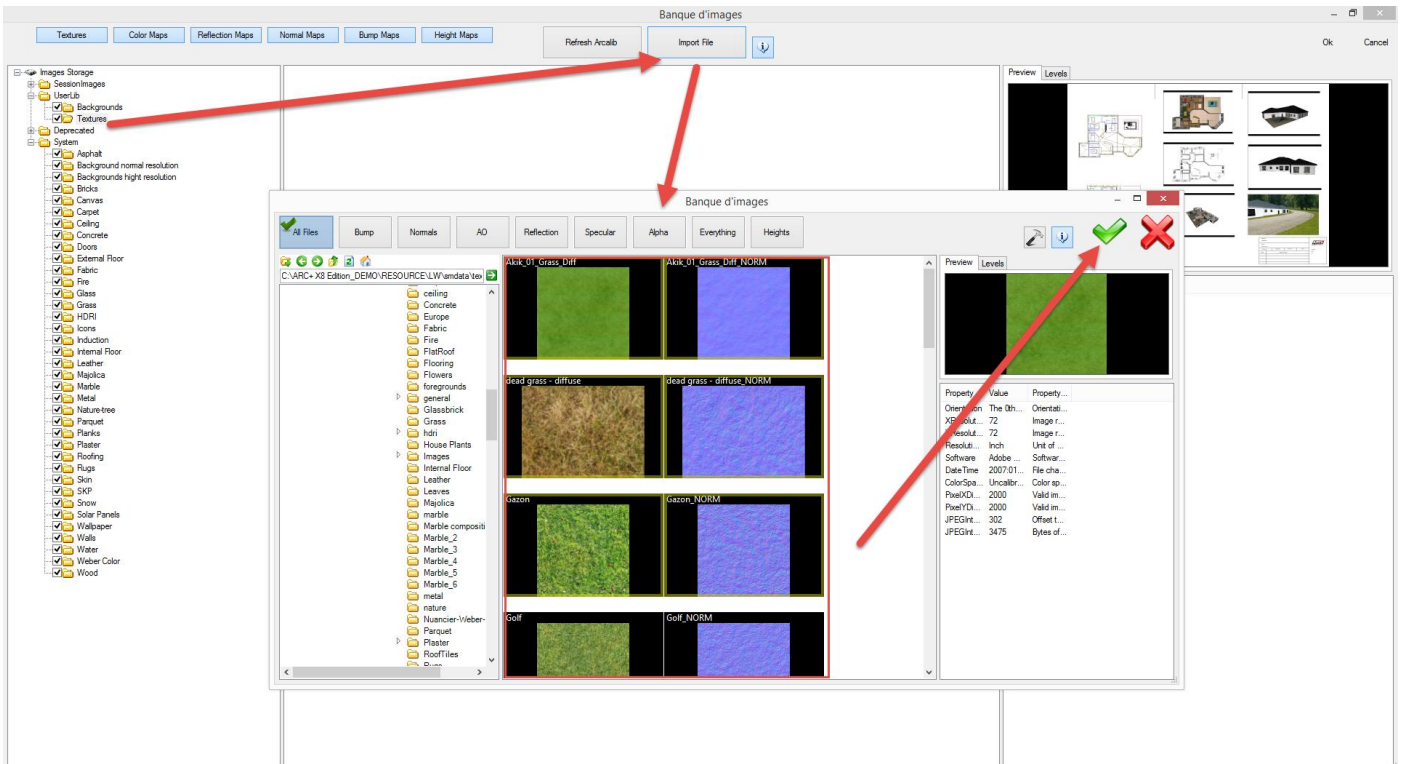 Banque d'images
Textures
Color Maps
Reflection Maps
Normal Maps
Bump Maps
Height Maps
Refresh Arcalib
Import File
Ok
Cancel
Images Storage
SessionImages
UserLib
Backgrounds
Textures
Deprecated
System
Asphalt
Background normal resolution
Backgrounds hight resolution
Bricks
Canvas
Carpet
Ceiling
Concrete
Doors
External Floor
Fabric
Fire
Glass
Grass
HDRI
Icons
Induction
Internal Floor
Leather
Majolica
Marble
Metal
Nature-tree
Parquet
Planks
Plaster
Roofing
Rugs
Skin
SKP
Snow
Solar Panels
Wallpaper
Walls
Water
Weber Color
Wood
Preview
Levels
Banque d'images
All Files
Bump
Normals
AO
Reflection
Specular
Alpha
Everything
Heights
C:\ARC+ X8 Edition_DEMO\RESOURCE\LW\amdata\tex
ceiling
Concrete
Europe
Fabric
Fire
FlatRoof
Flooring
Flowers
foregrounds
general
Glassbrick
Grass
hdri
House Plants
Images
Internal Floor
Leather
Leaves
Majolica
marble
Marble compositi
Marble_2
Marble_3
Marble_4
Marble_5
Marble_6
metal
nature
Nuancier-Weber-
Parquet
Plaster
RoofTiles
Akik_01_Grass_Diff
Akik_01_Grass_Diff_NORM
dead grass - diffuse
dead grass - diffuse_NORM
Gazon
Gazon_NORM
Golf
Golf_NORM
Preview
Levels
Property
Value
Property...
Orientation The 0th... Orientati...
XResolut... 72 Image r...
72 Image r...
Resoluti... Inch Unit of ...
Software Adobe ... Softwar...
DateTime 2007:01... File cha...
ColorSpa... Uncalibr... Color sp...
PixelXDi... 2000 Valid im...
PixelYDi... 2000 Valid im...
JPEGInt... 302 Offset t...
JPEGInt... 3475 Bytes of...